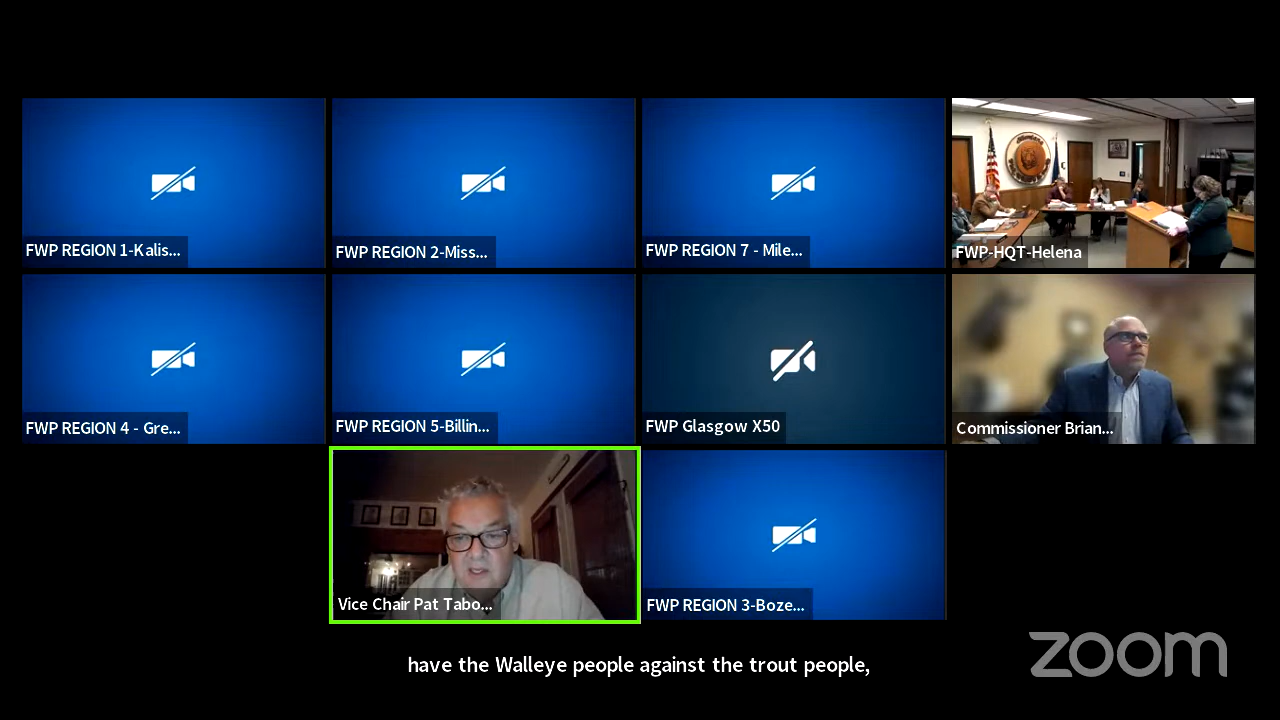 FWP REGION 1-Kalis...
FWP REGION 2-Miss...
FWP REGION 7 - Mile...
FWP-HQT-Helena
FWP REGION 4 - Gre...
FWP REGION 5-Billin...
FWP Glasgow X50
Commissioner Brian...
Vice Chair Pat Tabo...
FWP REGION 3-Boze...
have the Walleye people against the trout people,
zoom